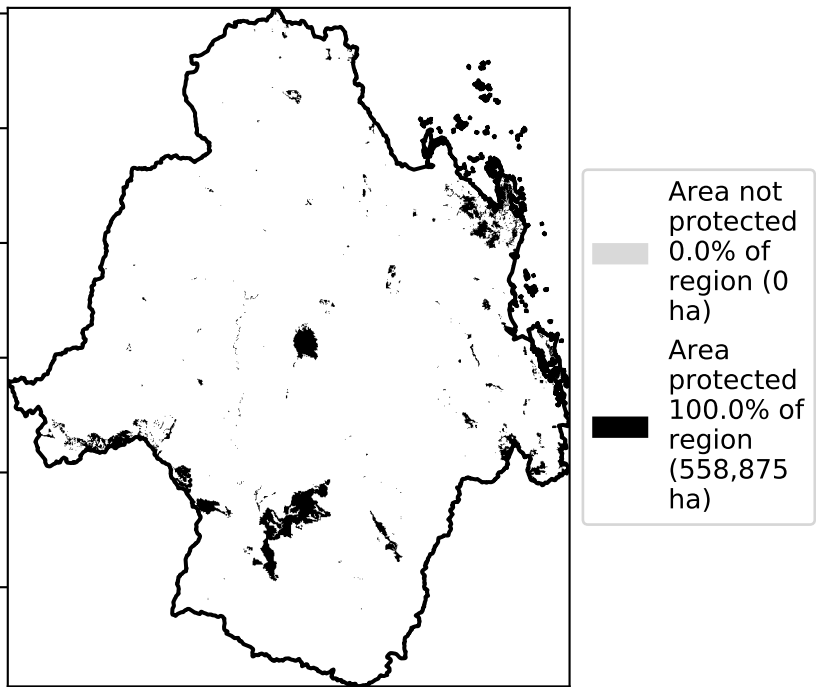 Area not
protected
0.0% of
region (0
ha)
Area
protected
100.0% of
region
(558,875
ha)